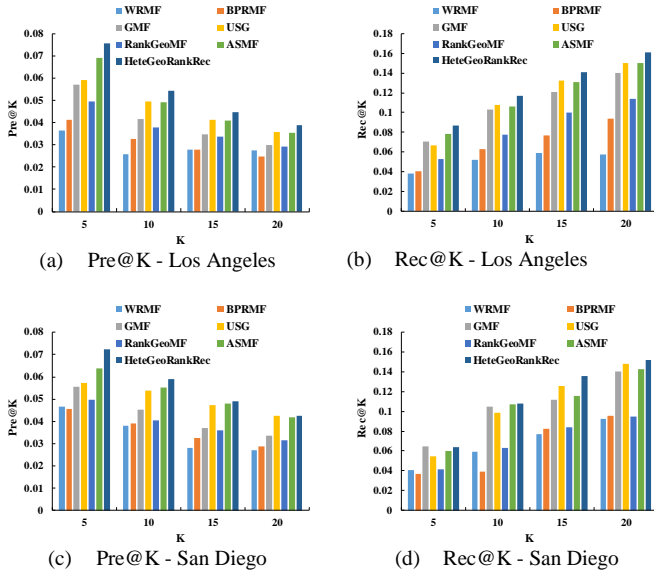 WRMF BPRMF
GMF USG
RankGeoMF ASMF
HeteGeoRankRec
0.08
0.07
0.06
0.05
0.04
0.03
0.02
0.01
0
Pre@K
5 10 15 20
K
(a) Pre@K - Los Angeles
WRMF BPRMF
GMF USG
RankGeoMF ASMF
HeteGeoRankRec
0.18
0.16
0.14
0.12
0.1
0.08
0.06
0.04
0.02
0
Rec@K
5 10 15 20
K
(b) Rec@K - Los Angeles
WRMF BPRMF
GMF USG
RankGeoMF ASMF
HeteGeoRankRec
0.08
0.07
0.06
0.05
0.04
0.03
0.02
0.01
0
Pre@K
5 10 15 20
K
(c) Pre@K - San Diego
WRMF BPRMF
GMF USG
RankGeoMF ASMF
HeteGeoRankRec
0.18
0.16
0.14
0.12
0.1
0.08
0.06
0.04
0.02
0
Rec@K
5 10 15 20
K
(d) Rec@K - San Diego